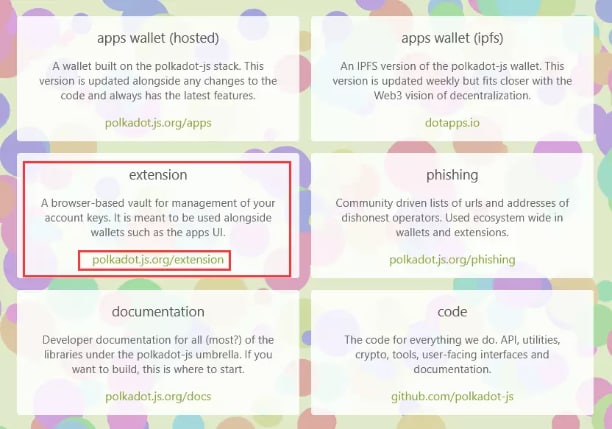 apps wallet (hosted)
A wallet built on the polkadot-js stack. This
version is updated alongside any changes to the
code and always has the latest features.
polkadot.js.org/apps
apps wallet (ipfs)
An IPFS version of the polkadot-js wallet. This
version is updated weekly but fits closer with the
Web3 vision of decentralization.
dotapps.io
extension
A browser-based vault for management of your
account keys. It is meant to be used alongside
wallets such as the apps UI.
polkadot.js.org/extension
phishing
Community driven lists of urls and addresses of
dishonest operators. Used ecosystem wide in
wallets and extensions.
polkadot.js.org/phishing
documentation
Developer documentation for all (most?) of the
libraries under the polkadot-js umbrella. If you
want to build, this is where to start.
polkadot.js.org/docs
code
The code for everything we do. API, utilities,
crypto, tools, user-facing interfaces and
documentation.
github.com/polkadot-js